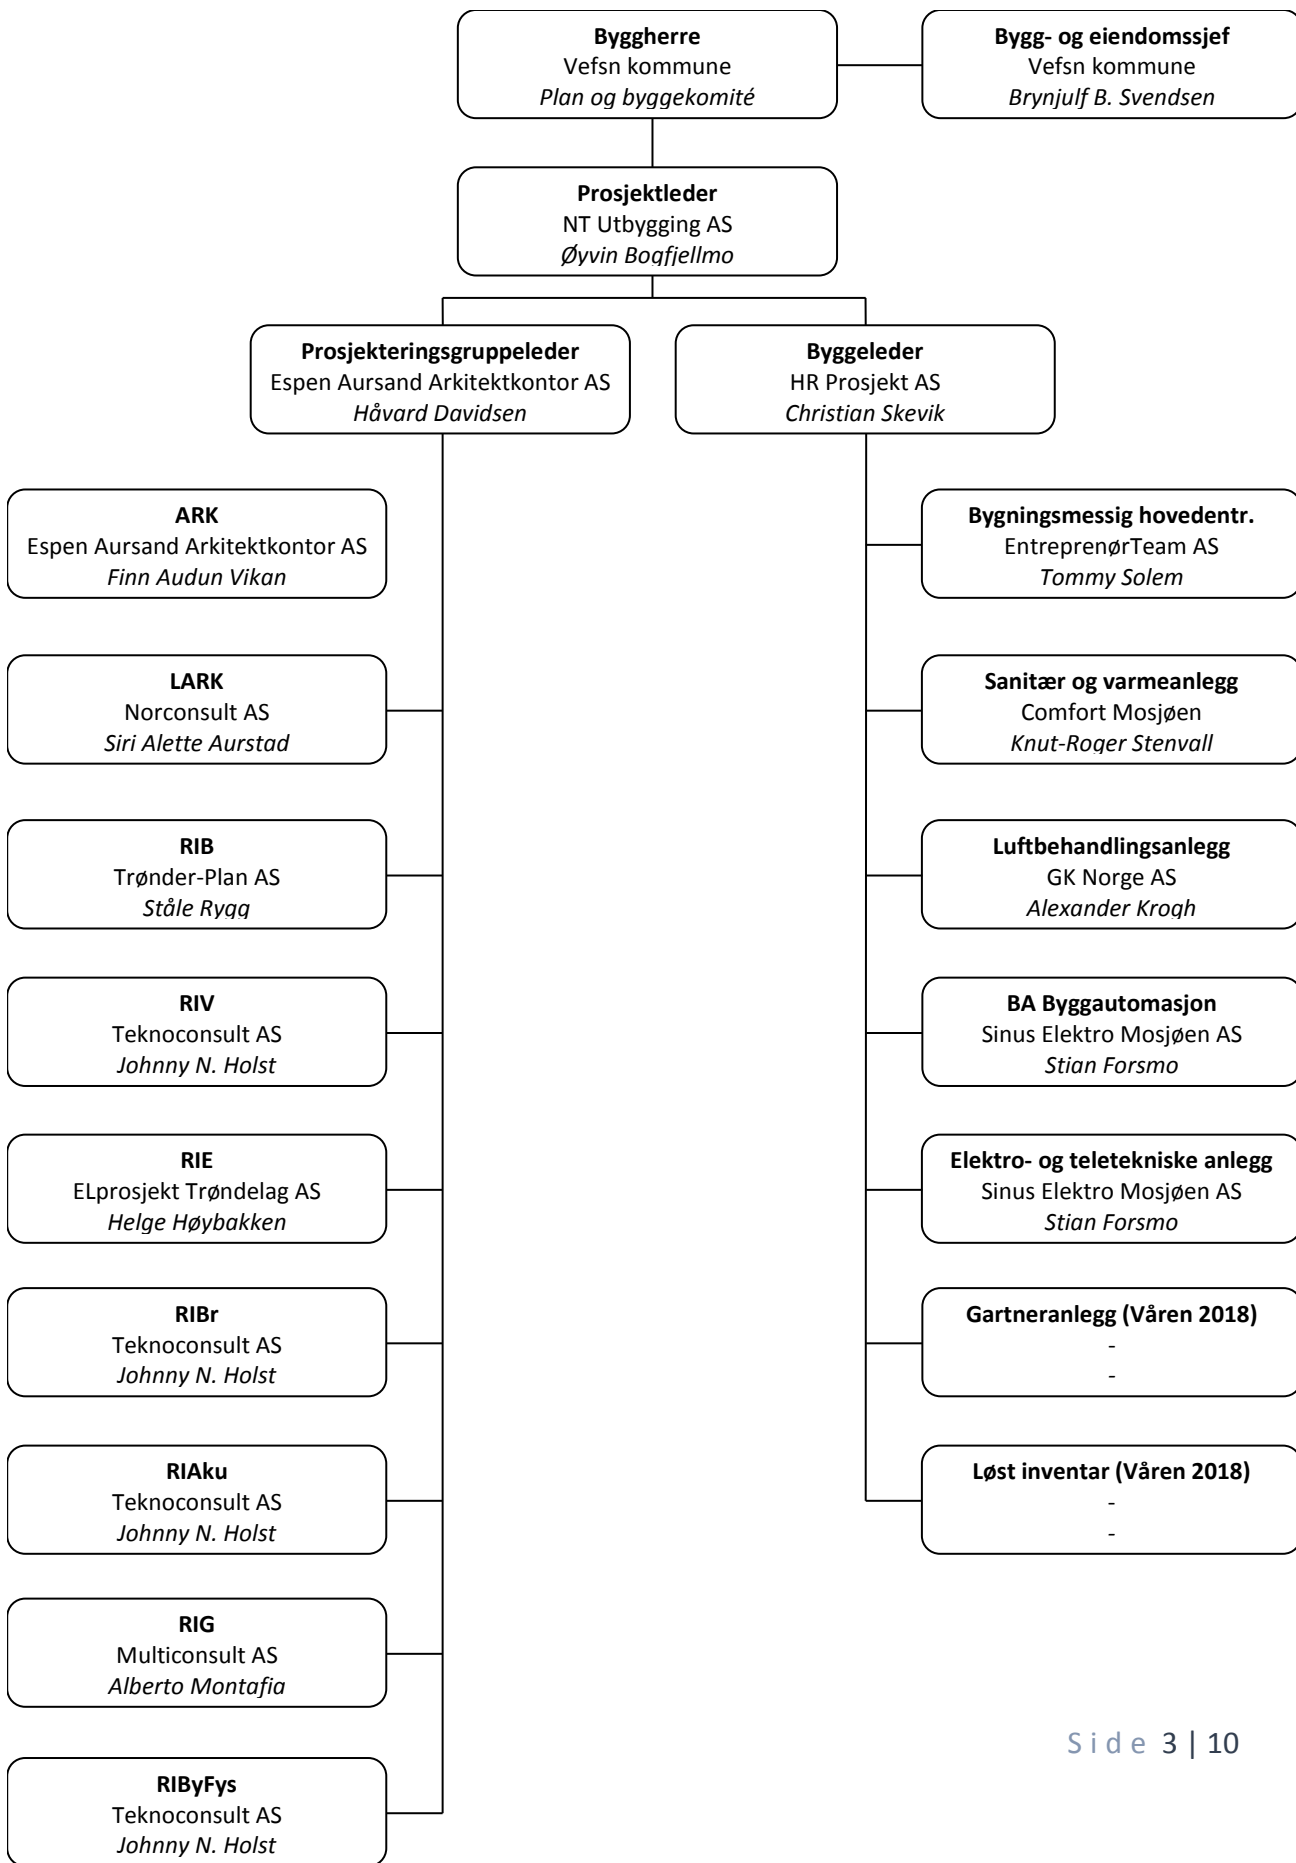 Byggherre
Vefsn kommune
Plan og byggekomité
Bygg- og eiendomssjef
Vefsn kommune
Brynjulf B. Svendsen
Prosjektleder
NT Utbygging AS
Øyvin Bogfjellmo
Prosjekteringsgruppeleder
Espen Aursand Arkitektkontor AS
Håvard Davidsen
Byggeleder
HR Prosjekt AS
Christian Skevik
ARK
Espen Aursand Arkitektkontor AS
Finn Audun Vikan
LARK
Norconsult AS
Siri Alette Aurstad
RIB
Trønder-Plan AS
Ståle Rygg
RIV
Teknoconsult AS
Johnny N. Holst
RIE
ELprosjekt Trøndelag AS
Helge Høybakken
RIBr
Teknoconsult AS
Johnny N. Holst
RIAku
Teknoconsult AS
Johnny N. Holst
RIG
Multiconsult AS
Alberto Montafia
RIByFys
Teknoconsult AS
Johnny N. Holst
Bygningsmessig hovedentr.
EntreprenørTeam AS
Tommy Solem
Sanitær og varmeanlegg
Comfort Mosjøen
Knut-Roger Stenvall
Luftbehandlingsanlegg
GK Norge AS
Alexander Krogh
BA Byggautomasjon
Sinus Elektro Mosjøen AS
Stian Forsmo
Elektro- og teletekniske anlegg
Sinus Elektro Mosjøen AS
Stian Forsmo
Gartneranlegg (Våren 2018)
-
-
Løst inventar (Våren 2018)
-
-
Side 3 | 10